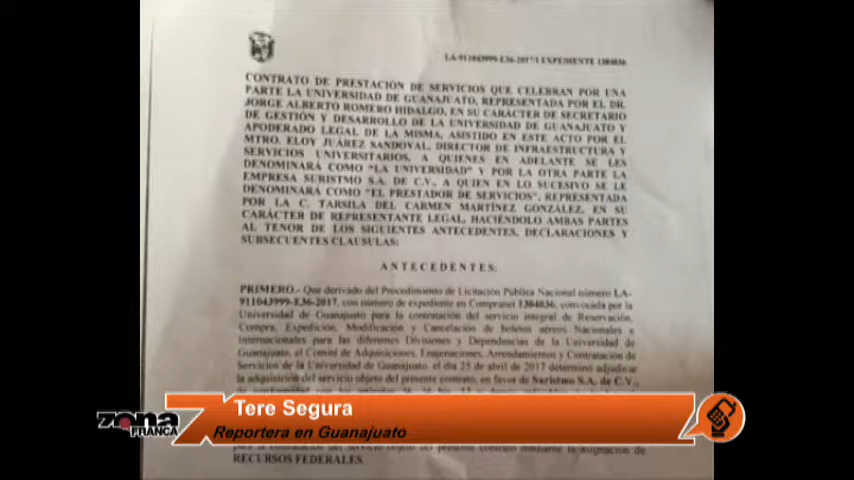 LA-911043999-E36-2017/1 EXPEDIENTE 1304036
CONTRATO DE PRESTACIÓN DE SERVICIOS QUE CELEBRAN POR UNA
PARTE LA UNIVERSIDAD DE GUANAJUATO, REPRESENTADA POR EL DR.
JORGE ALBERTO ROMERO HIDALGO, EN SU CARÁCTER DE SECRETARIO
DE GESTIÓN Y DESARROLLO DE LA UNIVERSIDAD DE GUANAJUATO Y
APODERADO LEGAL DE LA MISMA, ASISTIDO EN ESTE ACTO POR EL
MTRO. ELOY JUÁREZ SANDOVAL, DIRECTOR DE INFRAESTRUCTURA Y
SERVICIOS UNIVERSITARIOS, A QUIENES EN ADELANTE SE LES
DENOMINARÁ COMO "LA UNIVERSIDAD" Y POR LA OTRA PARTE LA
EMPRESA SURISTMO S.A. DE C.V., A QUIEN EN LO SUCESIVO SE LE
DENOMINARÁ COMO "EL PRESTADOR DE SERVICIOS", REPRESENTADA
POR LA C. TARSILA DEL CARMEN MARTÍNEZ GONZÁLEZ, EN SU
CARÁCTER DE REPRESENTANTE LEGAL, HACIÉNDOLO AMBAS PARTES
AL TENOR DE LOS SIGUIENTES ANTECEDENTES, DECLARACIONES Y
SUBSECUENTES CLAUSULAS:
ANTECEDENTES:
PRIMERO.- Que derivado del Procedimiento de Licitación Pública Nacional número LA-
911043999-E36-2017, con número de expediente en Compranet 1304036, convocada por la
Universidad de Guanajuato para la contratación del servicio integral de Reservación,
Compra, Expedición, Modificación y Cancelación de boletos aéreos Nacionales e
Internacionales para las diferentes Divisiones y Dependencias de la Universidad de
Guanajuato, el Comité de Adquisiciones, Enajenaciones, Arrendamientos y Contratación de
Servicios de la Universidad de Guanajuato, el día 25 de abril de 2017 determinó adjudicar
la adquisición del servicio objeto del presente contrato, en favor de Suristmo S.A. de C.V.,
Tere Segura
zona
FRANCA
Reportera en Guanajuato
RECURSOS FEDERALES.